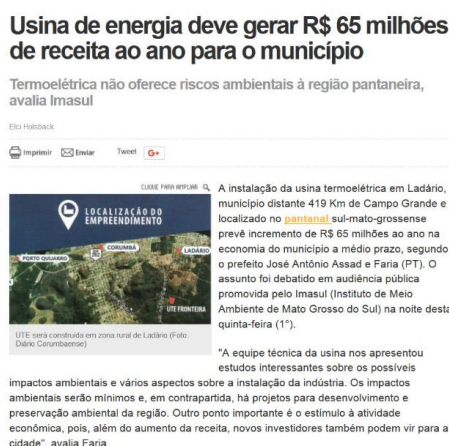 Usina de energia deve gerar R$ 65 milhões
de receita ao ano para o município
Termoelétrica não oferece riscos ambientais à região pantaneira,
avalia Imasul
Elci Holsback
Imprimir Enviar Tweet G+
CLIQUE PARA AMPLIAR
LOCALIZAÇÃO DO
EMPREENDIMENTO
CORUMBÁ
LADÁRIO
PORTO QUIJARRO
UTE FRONTEIRA
UTE será construida em zona rural de Ladário (Foto:
Diário Corumbaense)
A instalação da usina termoelétrica em Ladário,
município distante 419 Km de Campo Grande e
localizado no pantanal sul-mato-grossense
prevê incremento de R$ 65 milhões ao ano na
economia do município a médio prazo, segundo
o prefeito José Antônio Assad e Faria (PT). O
assunto foi debatido em audiência pública
promovida pelo Imasul (Instituto de Meio
Ambiente de Mato Grosso do Sul) na noite desta
quinta-feira (1°).
"A equipe técnica da usina nos apresentou
estudos interessantes sobre os possíveis
impactos ambientais e vários aspectos sobre a instalação da indústria. Os impactos
ambientais serão mínimos e, em contrapartida, há projetos para desenvolvimento e
preservação ambiental da região. Outro ponto importante é o estímulo à atividade
econômica, pois, além do aumento da receita, novos investidores também podem vir para a
cidade", avalia Faria.